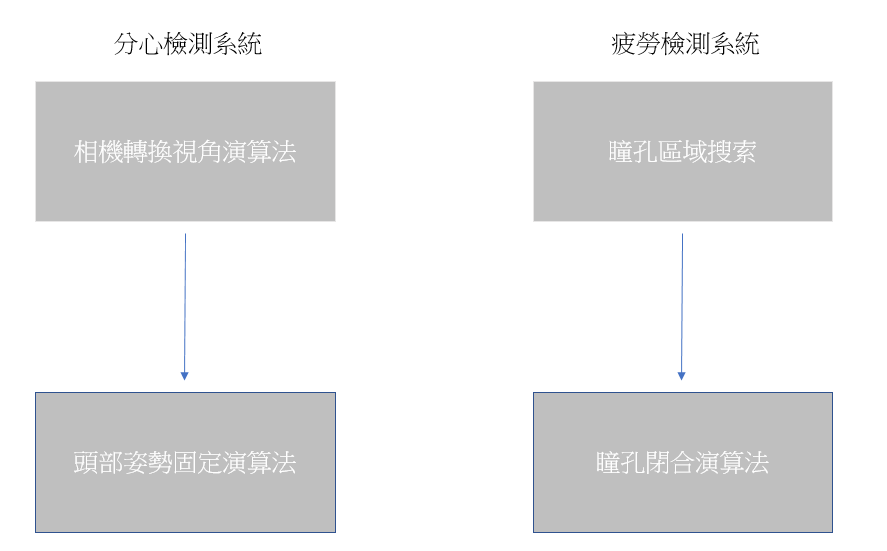 分心檢測系統
相機轉換視角演算法
頭部姿勢固定演算法
疲勞檢測系統
瞳孔區域搜索
瞳孔閉合演算法